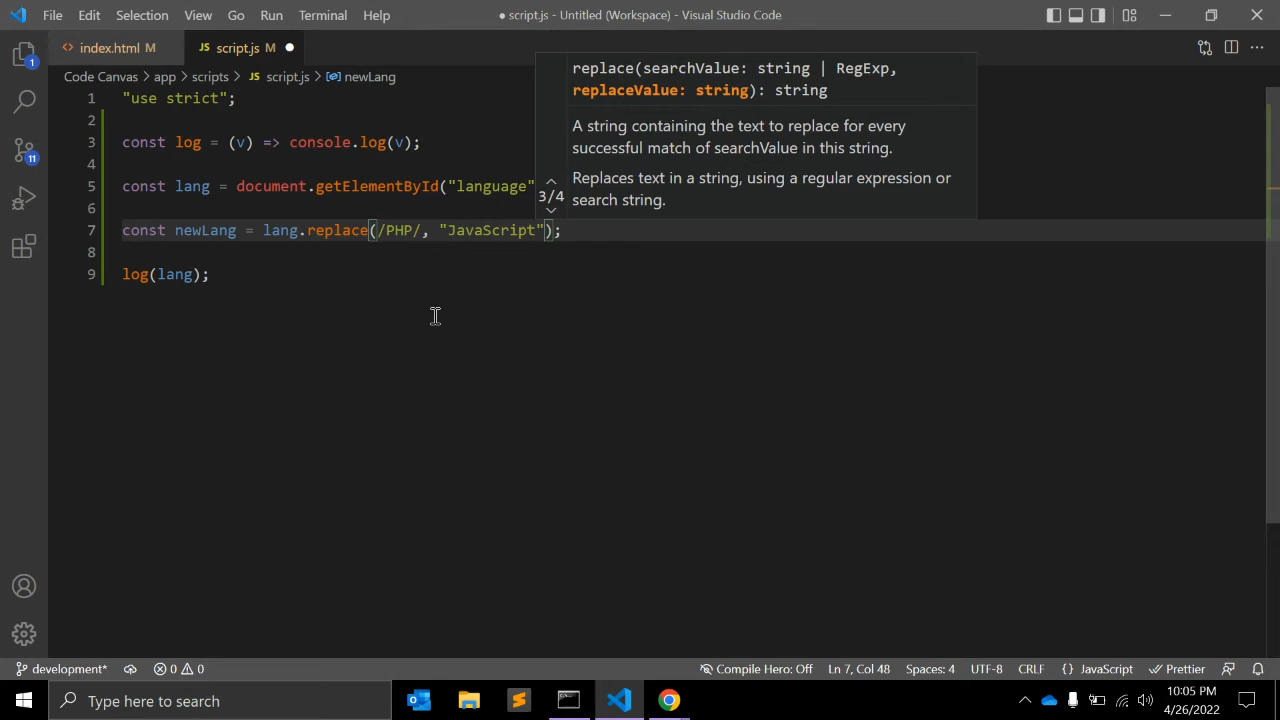 File Edit Selection View Go Run Terminal Help ● script.js - Untitled (Workspace) - Visual Studio Code
<> index.html M JS script.js M ●
Code Canvas > app > scripts > JS script.js > newLang
replace(searchValue: string | RegExp,
replaceValue: string): string
A string containing the text to replace for every
successful match of searchValue in this string.
Replaces text in a string, using a regular expression or
search string.
3/4
1 "use strict";
2
3 const log = (v) => console.log(v);
4
5 const lang = document.getElementById("language"
6
7 const newLang = lang.replace(/PHP/, "JavaScript");
8
9 log(lang);
1
11
development* 0 0 Compile Hero: Off Ln 7, Col 48 Spaces: 4 UTF-8 CRLF {} JavaScript Prettier
Type here to search
10:05 PM
4/26/2022